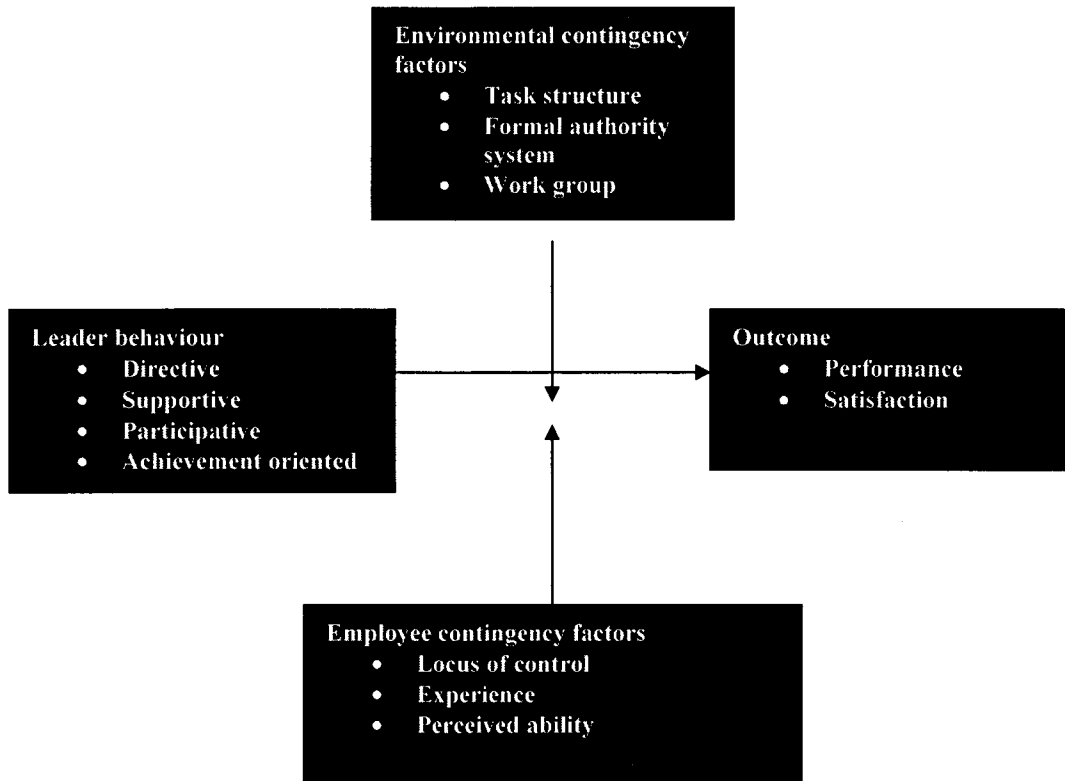 Environmental contingency
factors
• Task structure
• Formal authority
system
• Work group
Leader behaviour
• Directive
• Supportive
• Participative
• Achievement oriented
Outcome
• Performance
• Satisfaction
Employee contingency factors
• Locus of control
• Experience
• Perceived ability